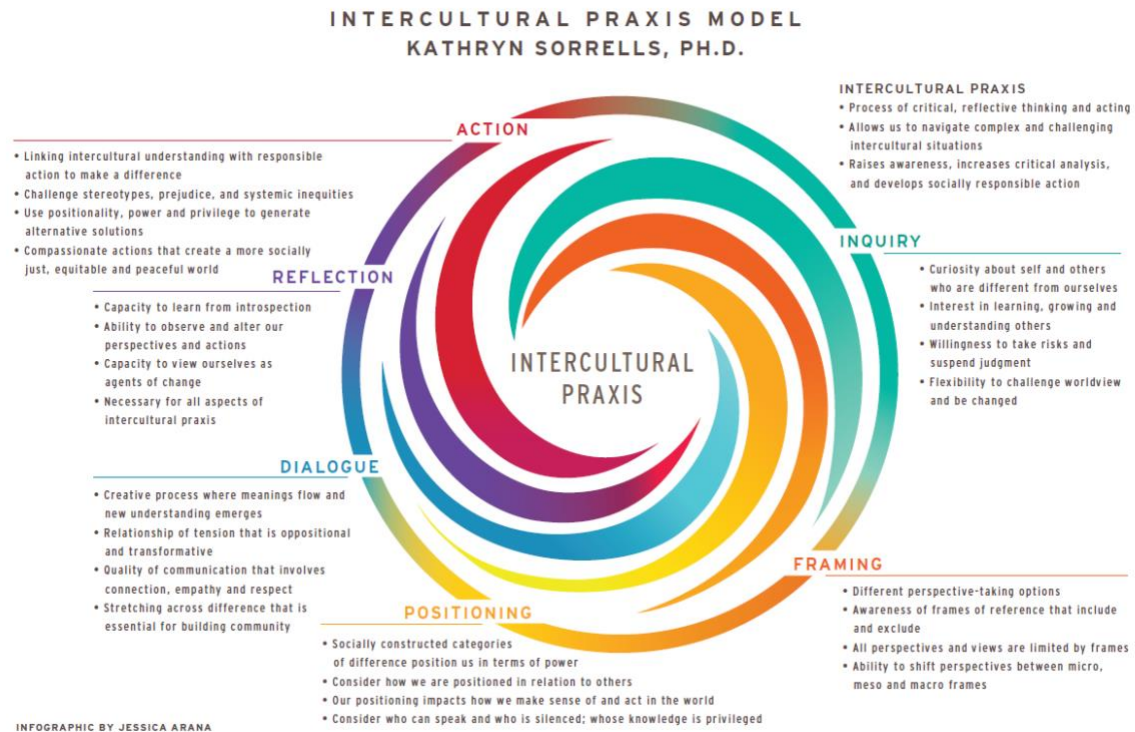 INTERCULTURAL PRAXIS MODEL
KATHRYN SORRELLS, PH.D.
INTERCULTURAL PRAXIS
• Process of critical, reflective thinking and acting
• Allows us to navigate complex and challenging
intercultural situations
• Raises awareness, increases critical analysis,
and develops socially responsible action
INQUIRY
• Curiosity about self and others
who are different from ourselves
• Interest in learning, growing and
understanding others
• Willingness to take risks and
suspend judgment
• Flexibility to challenge worldview
and be changed
FRAMING
• Different perspective-taking options
• Awareness of frames of reference that include
and exclude
• All perspectives and views are limited by frames
• Ability to shift perspectives between micro,
meso and macro frames
POSITIONING
• Socially constructed categories
of difference position us in terms of power
• Consider how we are positioned in relation to others
• Our positioning impacts how we make sense of and act in the world
• Consider who can speak and who is silenced; whose knowledge is privileged
DIALOGUE
• Creative process where meanings flow and
new understanding emerges
• Relationship of tension that is oppositional
and transformative
• Quality of communication that involves
connection, empathy and respect
• Stretching across difference that is
essential for building community
REFLECTION
• Capacity to learn from introspection
• Ability to observe and alter our
perspectives and actions
• Capacity to view ourselves as
agents of change
• Necessary for all aspects of
intercultural praxis
ACTION
• Linking intercultural understanding with responsible
action to make a difference
• Challenge stereotypes, prejudice, and systemic inequities
• Use positionality, power and privilege to generate
alternative solutions
• Compassionate actions that create a more socially
just, equitable and peaceful world
INTERCULTURAL
PRAXIS
INFOGRAPHIC BY JESSICA ARANA